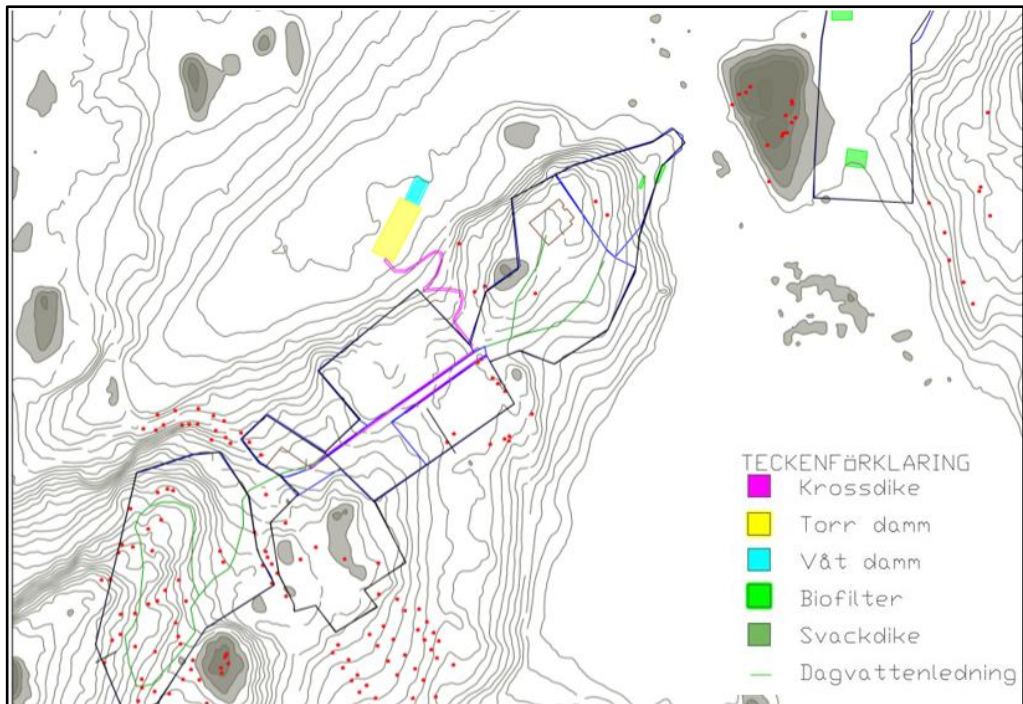 TECKENFÖRKLARING
Krossdike
Torr damm
Våt damm
Biofilter
Svackdike
Dagvattenledning